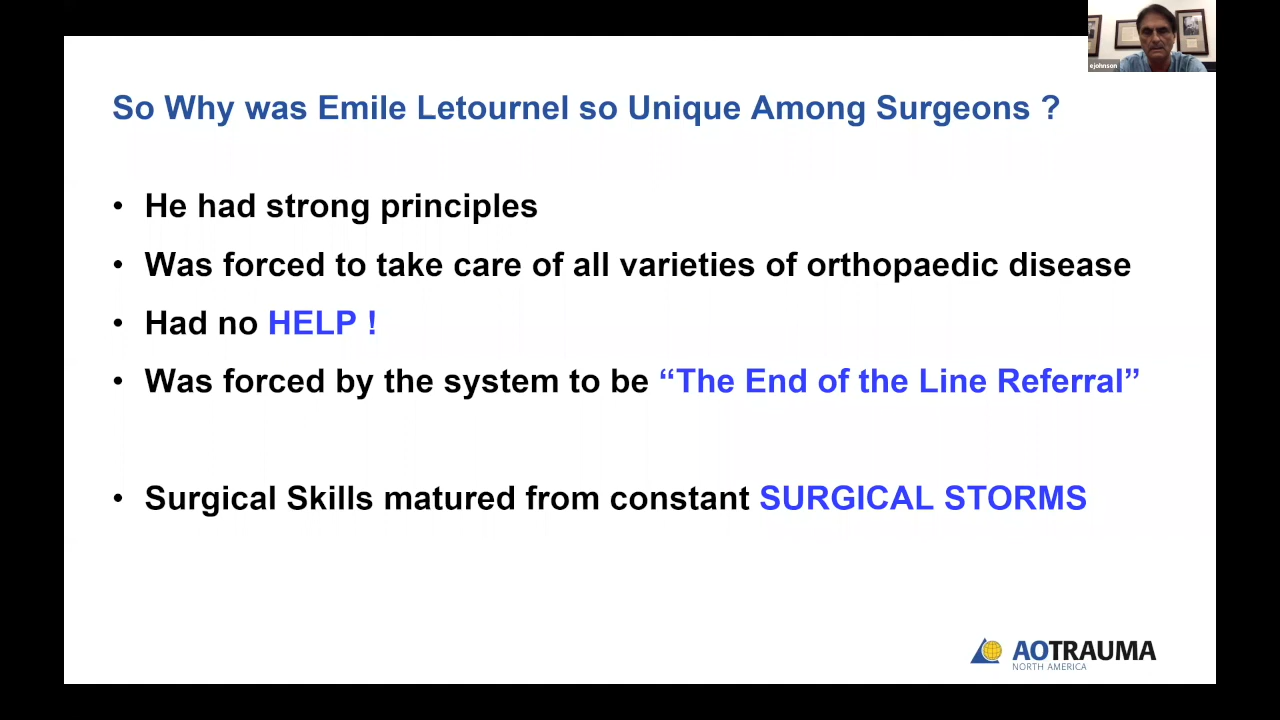 ejohnson
So Why was Emile Letournel so Unique Among Surgeons ?
• He had strong principles
• Was forced to take care of all varieties of orthopaedic disease
• Had no HELP !
• Was forced by the system to be “The End of the Line Referral”
• Surgical Skills matured from constant SURGICAL STORMS
AOTRAUMA
NORTH AMERICA